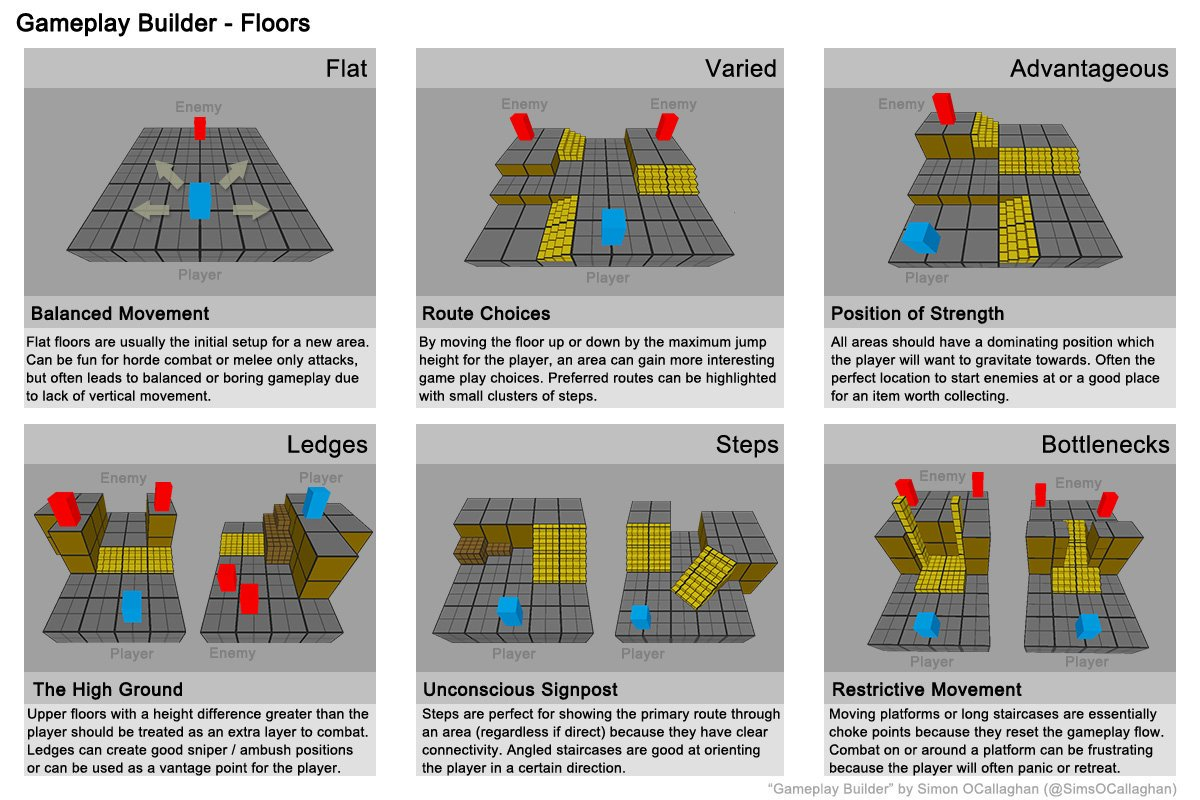 Gameplay Builder - Floors
Flat
Enemy
Player
Balanced Movement
Flat floors are usually the initial setup for a new area.
Can be fun for horde combat or melee only attacks,
but often leads to balanced or boring gameplay due
to lack of vertical movement.
Varied
Enemy
Enemy
Player
Route Choices
By moving the floor up or down by the maximum jump
height for the player, an area can gain more interesting
game play choices. Preferred routes can be highlighted
with small clusters of steps.
Advantageous
Enemy
Player
Position of Strength
All areas should have a dominating position which
the player will want to gravitate towards. Often the
perfect location to start enemies at or a good place
for an item worth collecting.
Ledges
Enemy
Player
Player
Enemy
The High Ground
Upper floors with a height difference greater than the
player should be treated as an extra layer to combat.
Ledges can create good sniper / ambush positions
or can be used as a vantage point for the player.
Steps
Player
Player
Unconscious Signpost
Steps are perfect for showing the primary route through
an area (regardless if direct) because they have clear
connectivity. Angled staircases are good at orienting
the player in a certain direction.
Bottlenecks
Enemy
Enemy
Player
Player
Restrictive Movement
Moving platforms or long staircases are essentially
choke points because they reset the gameplay flow.
Combat on or around a platform can be frustrating
because the player will often panic or retreat.
“Gameplay Builder” by Simon OCallaghan (@SimsOCallaghan)